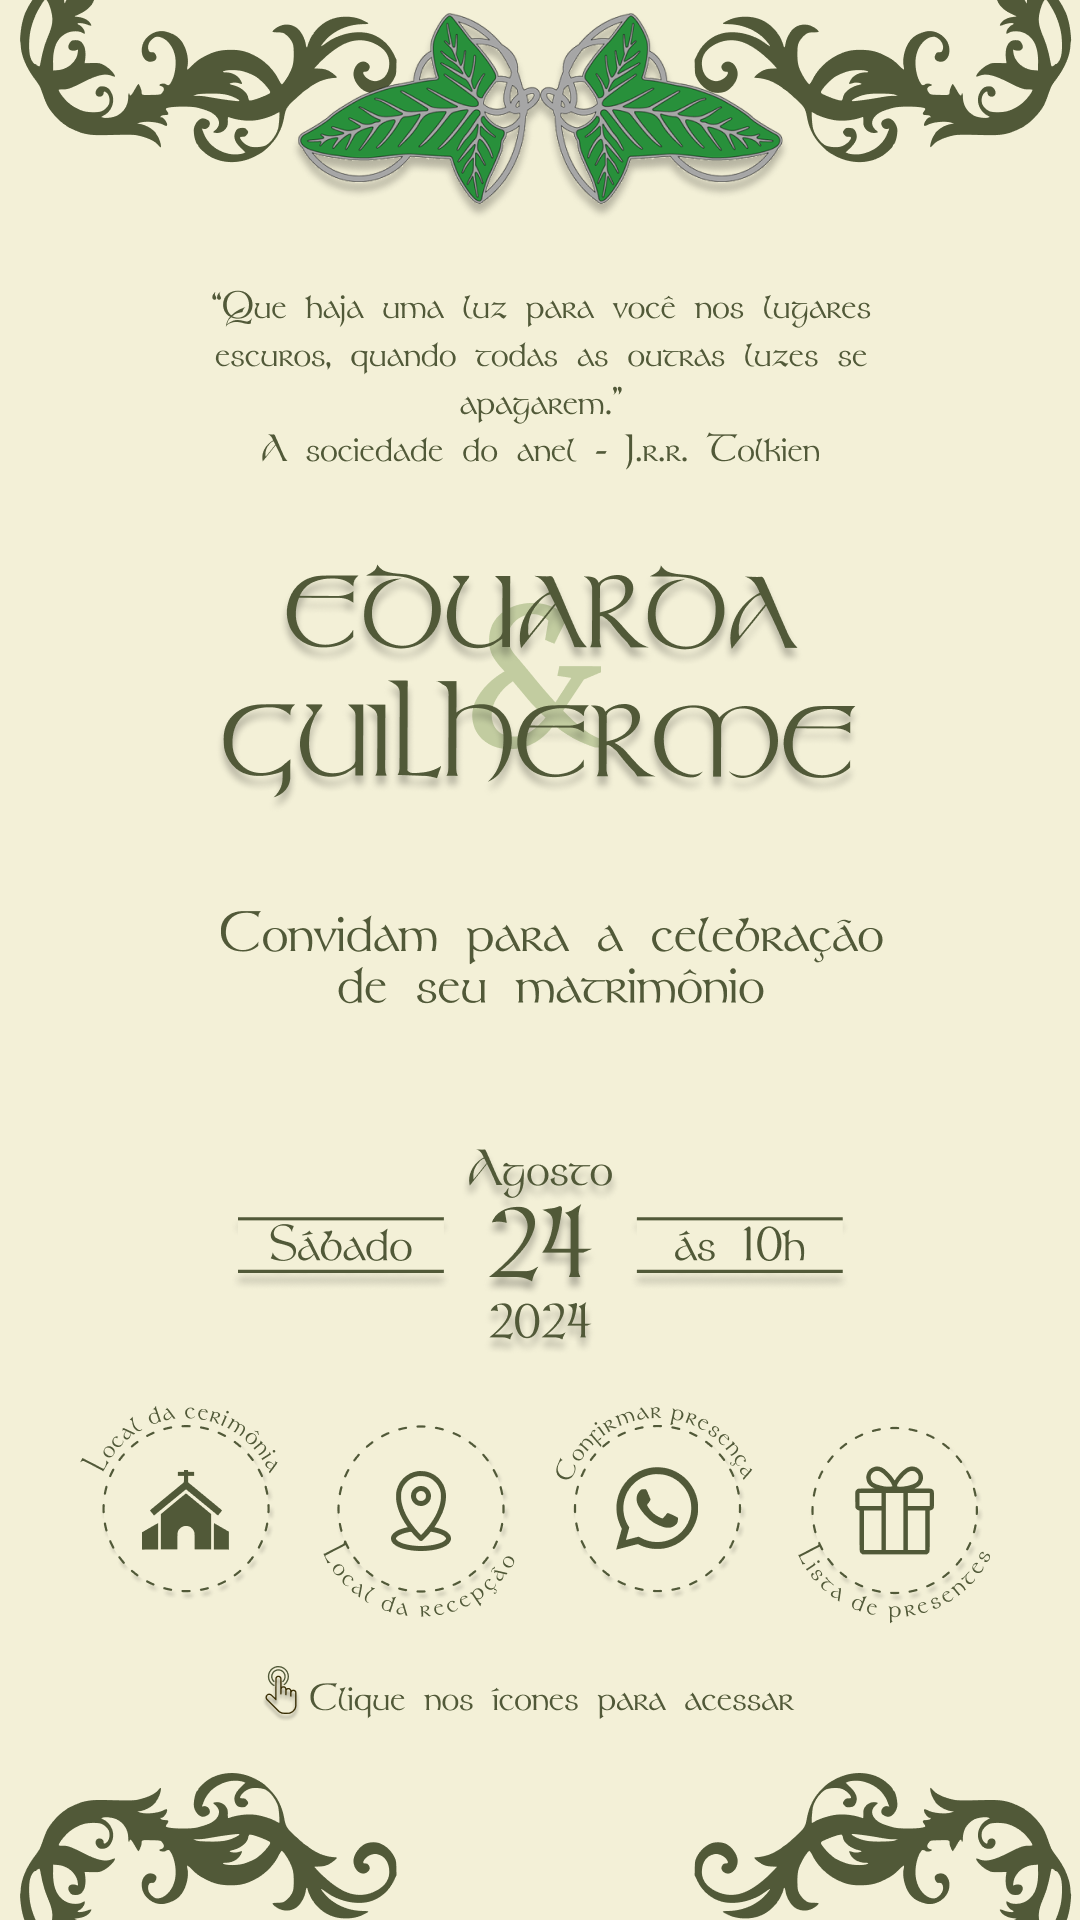 “Que haja uma luz para você nos lugares
escuros, quando todas as outras luzes se
apagarem.”
A sociedade do anel - J.r.r. Tolkien
EDUARDA
&
GUILHERME
Convidam para a celebração
de seu matrimônio
Agosto
Sábado
24
ás 10h
2024
Local da cerimônia
Local da recepção
Confirmar presença
Lista de presentes
Clique nos ícones para acessar